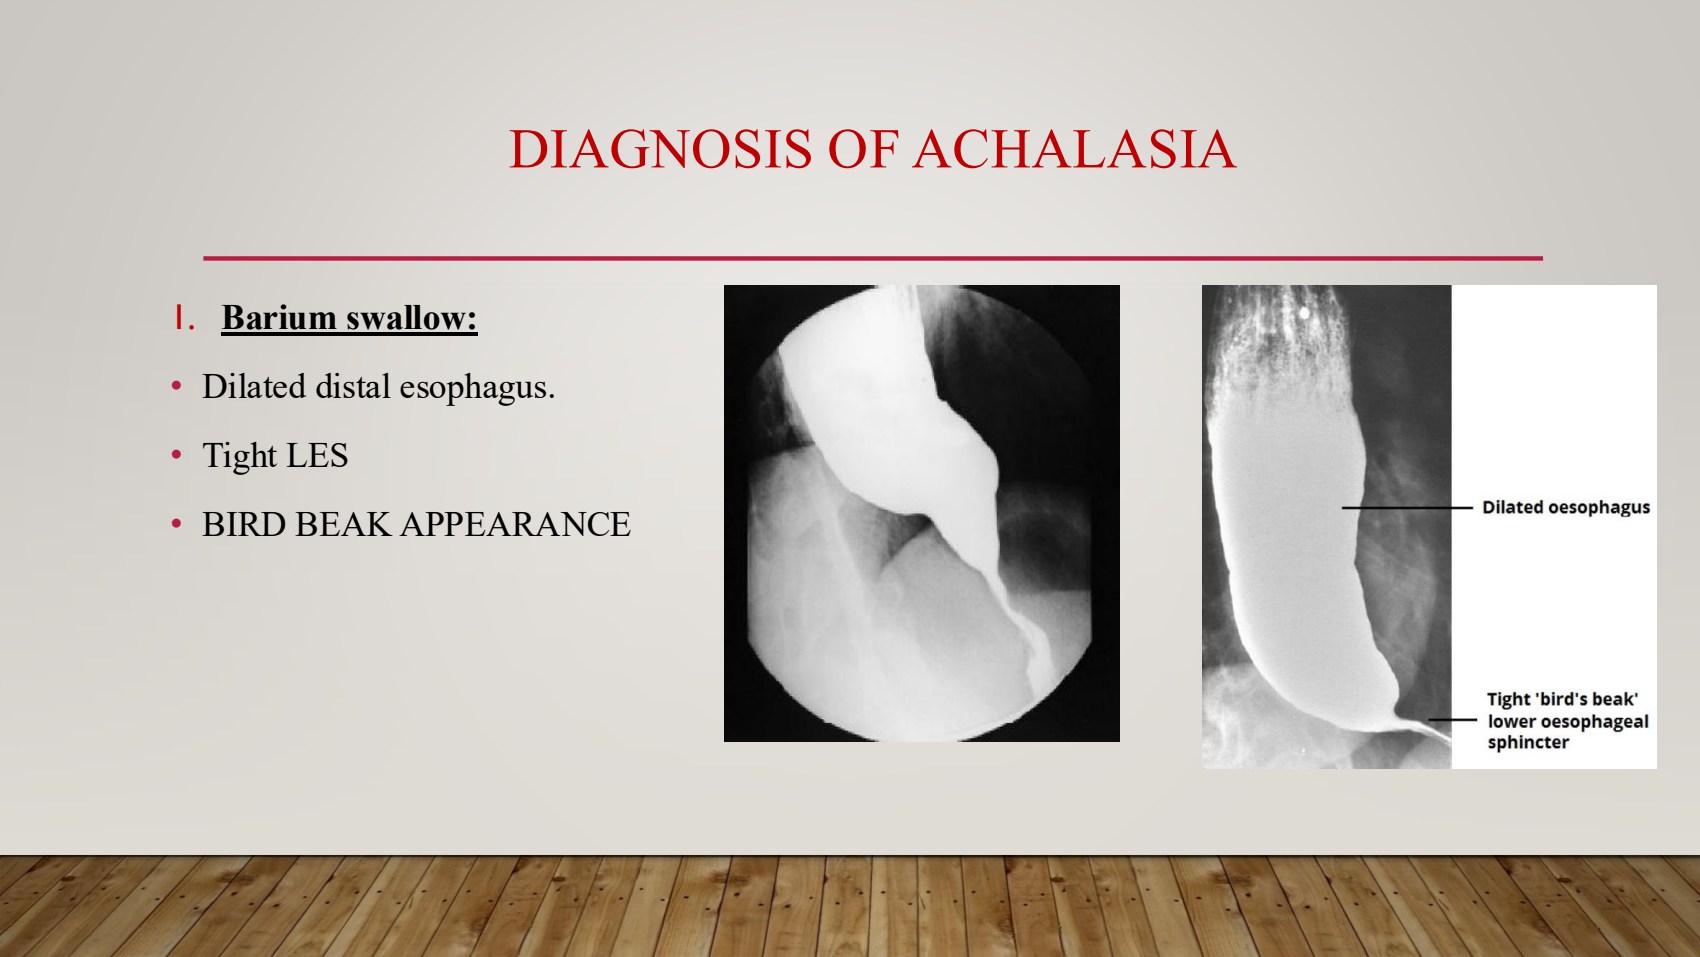 DIAGNOSIS OF ACHALASIA
I. Barium swallow:
• Dilated distal esophagus.
• Tight LES
• BIRD BEAK APPEARANCE
Dilated oesophagus
Tight 'bird's beak'
lower oesophageal
sphincter